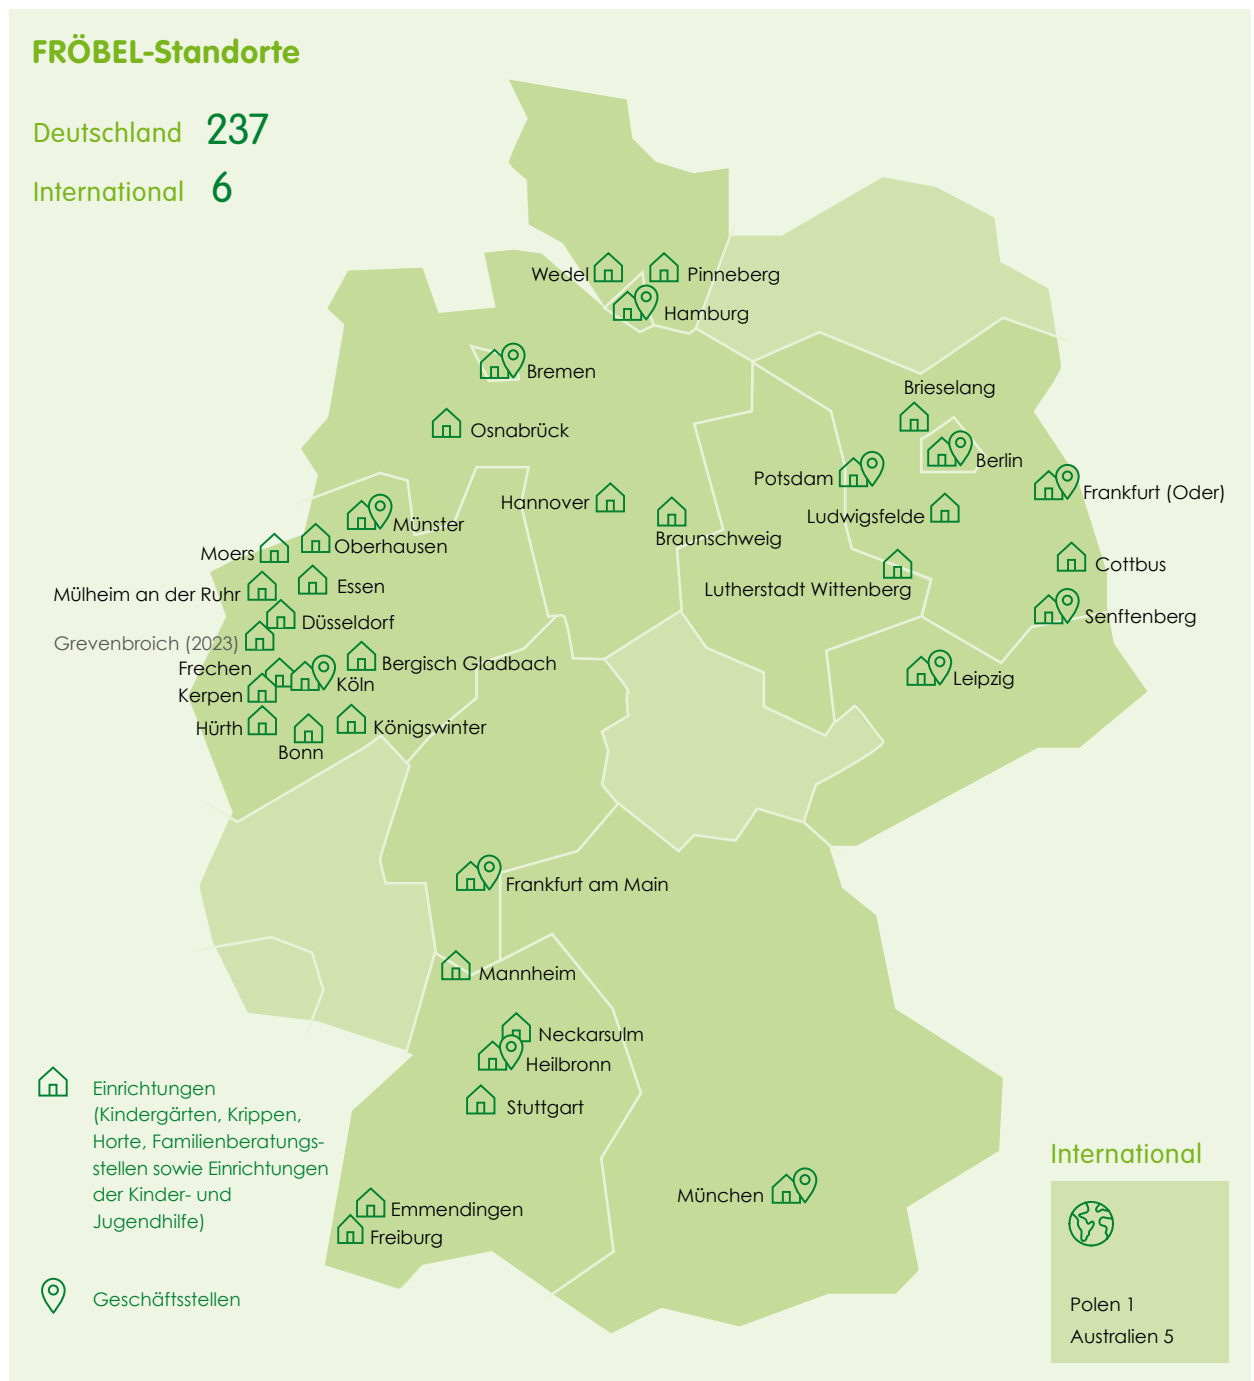 FRÖBEL-Standorte
Deutschland 237
International 6
Wedel
Pinneberg
Hamburg
Bremen
Brieselang
Osnabrück
Berlin
Potsdam
Frankfurt (Oder)
Hannover
Ludwigsfelde
Münster
Braunschweig
Oberhausen
Moers
Cottbus
Essen
Lutherstadt Wittenberg
Mülheim an der Ruhr
Senftenberg
Düsseldorf
Grevenbroich (2023)
Bergisch Gladbach
Frechen
Leipzig
Köln
Kerpen
Hürth
Königswinter
Bonn
Frankfurt am Main
Mannheim
Neckarsulm
Heilbronn
Stuttgart
Einrichtungen
(Kindergärten, Krippen,
Horte, Familienberatungs-
stellen sowie Einrichtungen
der Kinder- und
Jugendhilfe)
Geschäftsstellen
München
Emmendingen
Freiburg
International
Polen 1
Australien 5